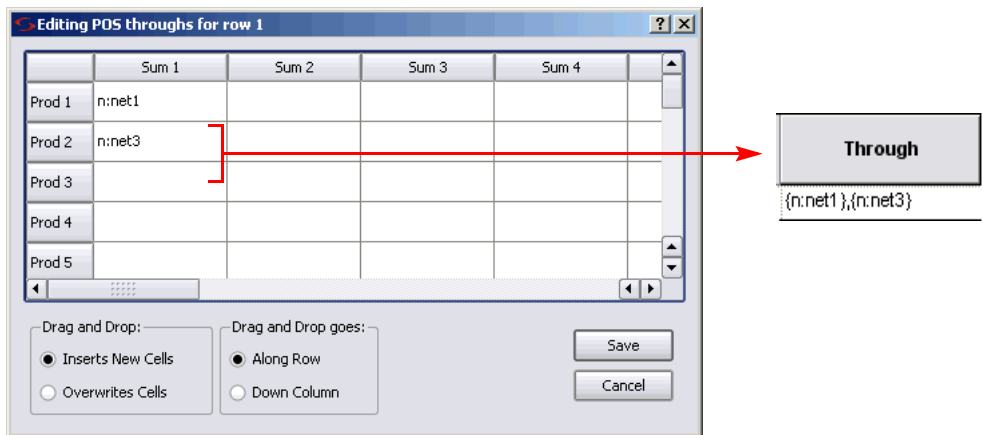 Editing POS throughs for row 1
Sum 1 Sum 2 Sum 3 Sum 4
Prod 1 n:net1
Prod 2 n:net3
Prod 3
Prod 4
Prod 5
Through
{n:net1},{n:net3}
Drag and Drop:
Inserts New Cells
Overwrites Cells
Drag and Drop goes:
Along Row
Down Column
Save
Cancel